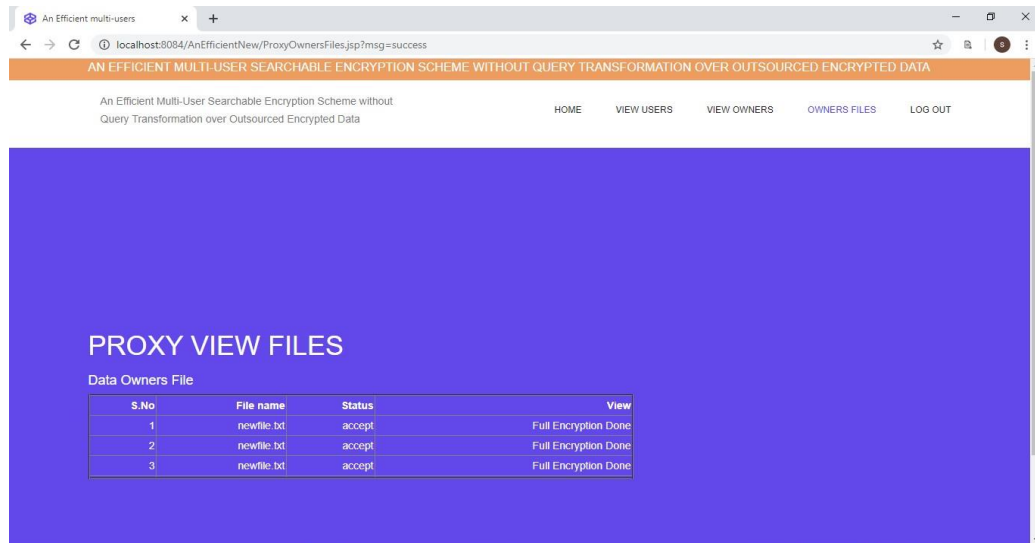 An Efficient multi-users
localhost:8084/AnEfficientNew/ProxyOwnersFiles.jsp?msg=success
S
AN EFFICIENT MULTI-USER SEARCHABLE ENCRYPTION SCHEME WITHOUT QUERY TRANSFORMATION OVER OUTSOURCED ENCRYPTED DATA
An Efficient Multi-User Searchable Encryption Scheme without
Query Transformation over Outsourced Encrypted Data
HOME VIEW USERS VIEW OWNERS OWNERS FILES LOG OUT
PROXY VIEW FILES
Data Owners File
S.No File name Status View
1 newfile.txt accept Full Encryption Done
2 newfile.txt accept Full Encryption Done
3 newfile.txt accept Full Encryption Done